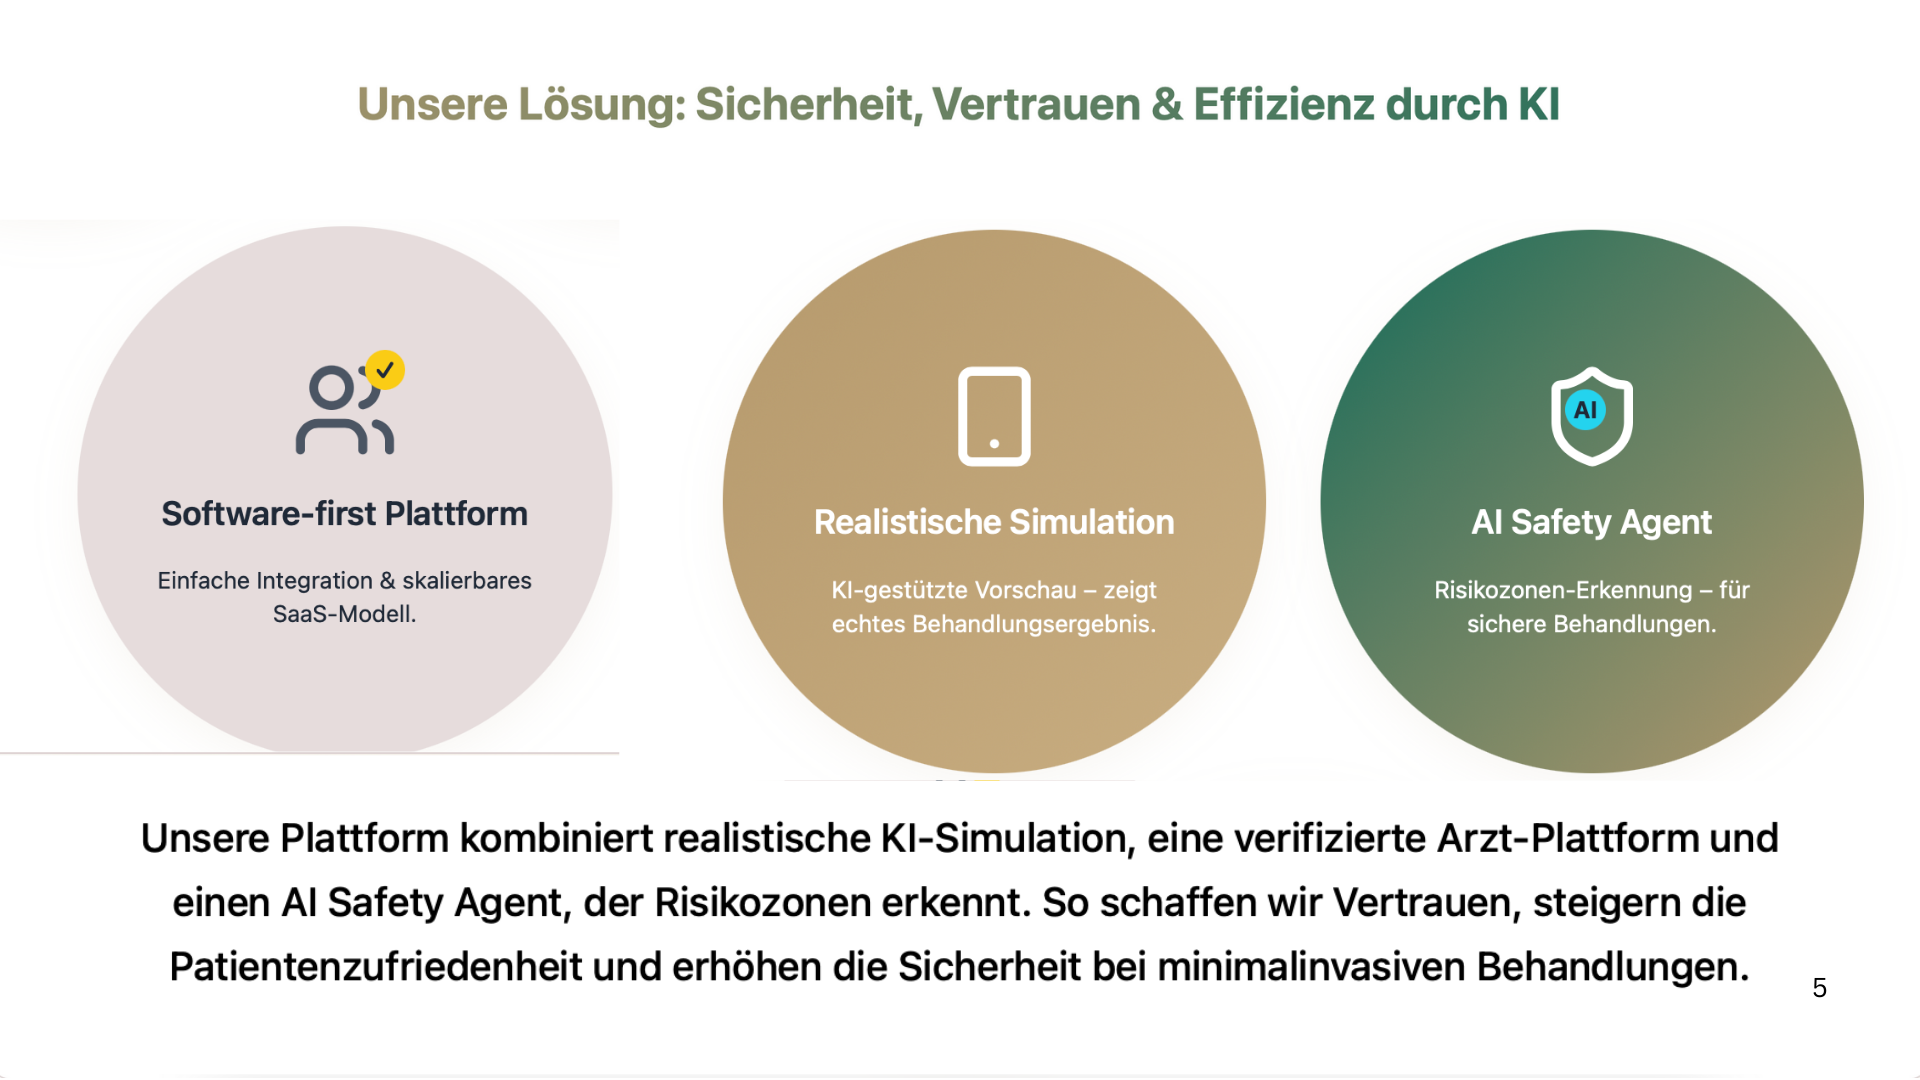 Unsere Lösung: Sicherheit, Vertrauen & Effizienz durch KI
Software-first Plattform
Einfache Integration & skalierbares
SaaS-Modell.
Realistische Simulation
KI-gestützte Vorschau – zeigt
echtes Behandlungsergebnis.
AI
AI Safety Agent
Risikozonen-Erkennung – für
sichere Behandlungen.
Unsere Plattform kombiniert realistische KI-Simulation, eine verifizierte Arzt-Plattform und
einen AI Safety Agent, der Risikozonen erkennt. So schaffen wir Vertrauen, steigern die
Patientenzufriedenheit und erhöhen die Sicherheit bei minimalinvasiven Behandlungen.
5